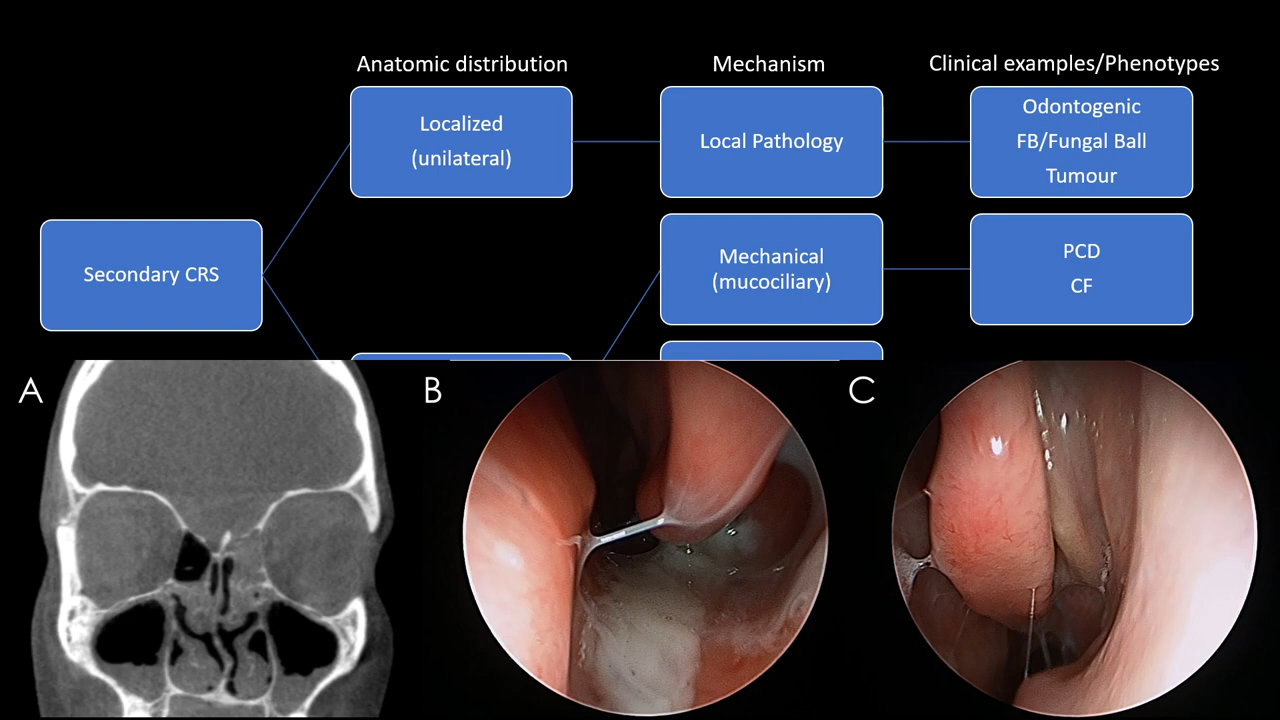 Anatomic distribution
Mechanism
Clinical examples/Phenotypes
Localized
(unilateral)
Local Pathology
Odontogenic
FB/Fungal Ball
Tumour
Secondary CRS
Mechanical
(mucociliary)
PCD
CF
A
B
C